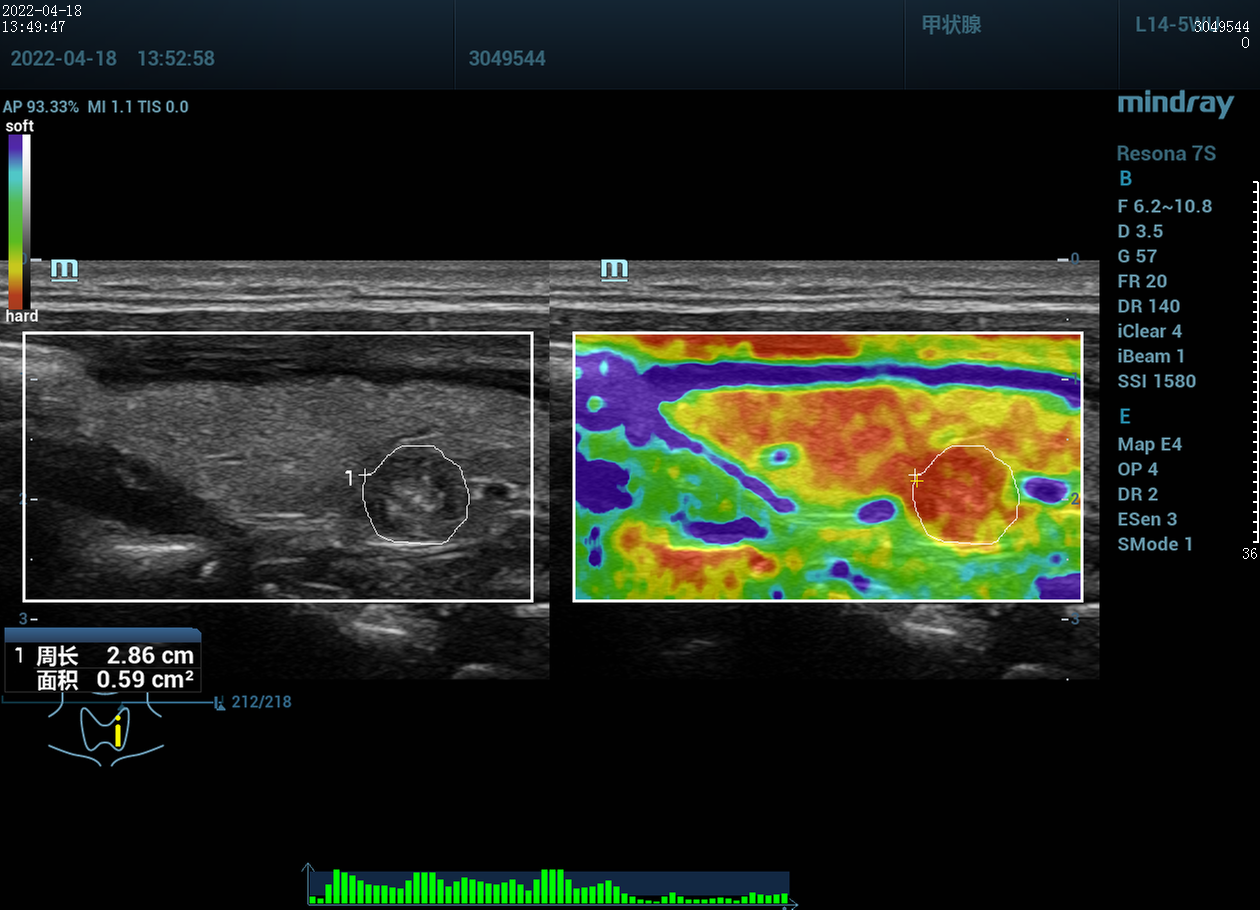 2022-04-18
13:49:47
2022-04-18 13:52:58
3049544
甲状腺
L14-5WU
3049544
0
AP 93.33% MI 1.1 TIS 0.0
soft
hard
mindray
Resona 7S
B
F 6.2~10.8
D 3.5
G 57
FR 20
DR 140
iClear 4
iBeam 1
SSI 1580
E
Map E4
OP 4
DR 2
ESen 3
SMode 1
36
m
m
0
0
1
2
3
1
2
3
1
1 周长 2.86 cm
面积 0.59 cm²
212/218